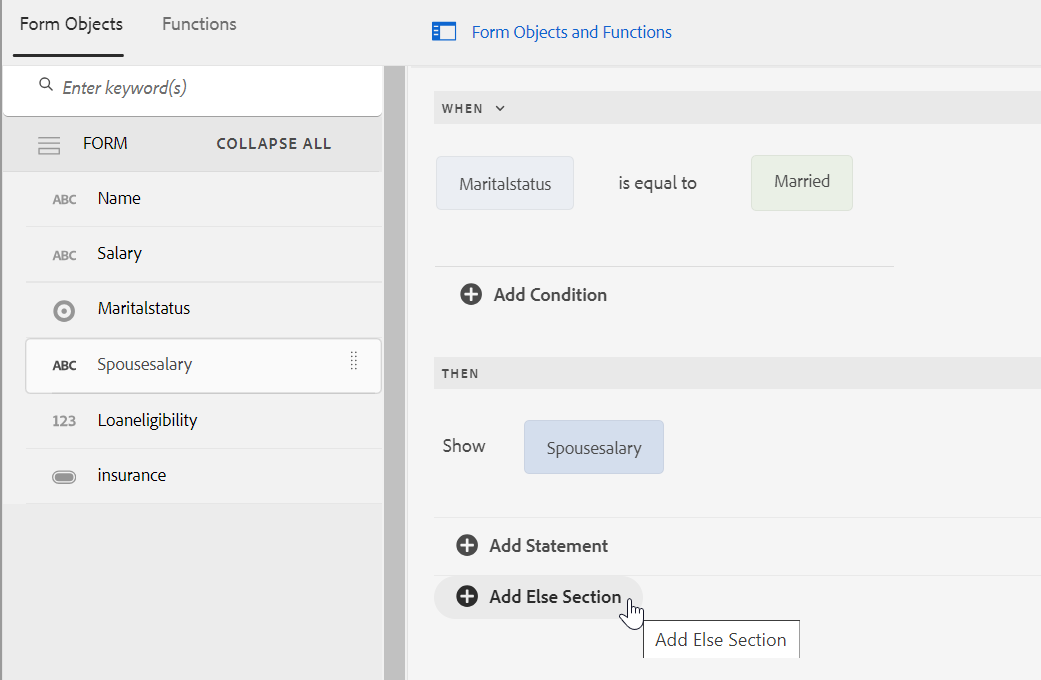 Form Objects
Functions
Form Objects and Functions
Enter keyword(s)
FORM
COLLAPSE ALL
ABC Name
ABC Salary
Maritalstatus
ABC Spousesalary
123 Loaneligibility
insurance
WHEN
Maritalstatus is equal to Married
Add Condition
THEN
Show Spousesalary
Add Statement
Add Else Section
Add Else Section